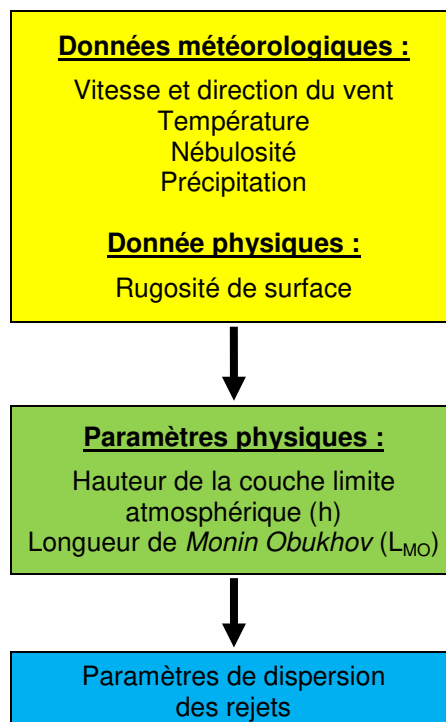 Données météorologiques :
Vitesse et direction du vent
Température
Nébulosité
Précipitation
Donnée physiques :
Rugosité de surface
Paramètres physiques :
Hauteur de la couche limite
atmosphérique (h)
Longueur de Monin Obukhov (LMO)
Paramètres de dispersion
des rejets